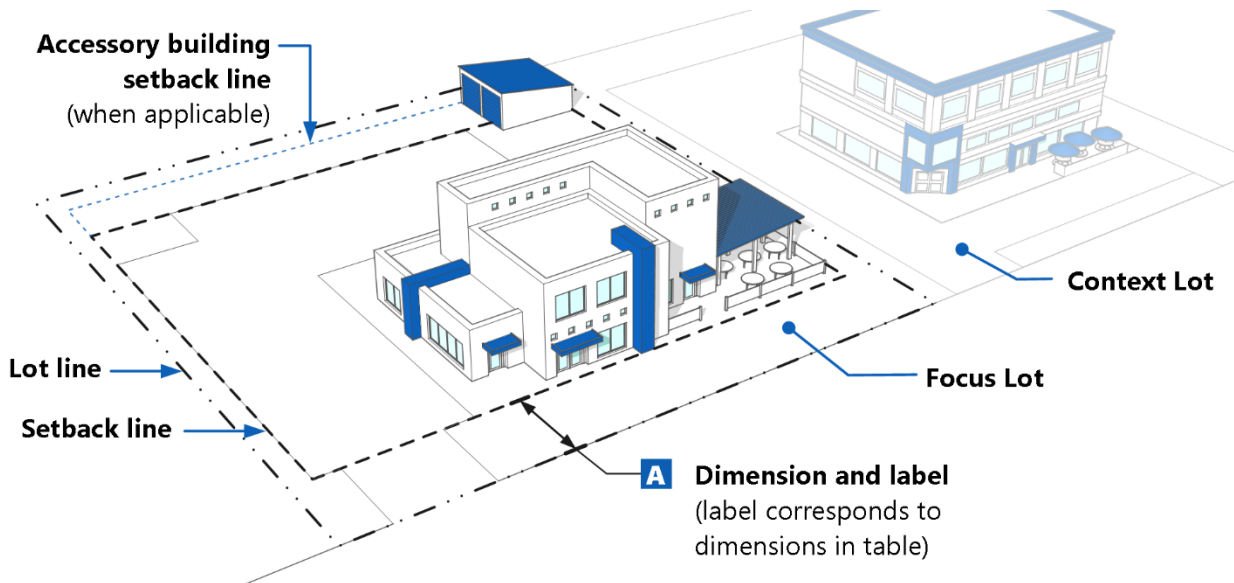 Accessory building
setback line
(when applicable)
Context Lot
Lot line
Focus Lot
Setback line
A
Dimension and label
(label corresponds to
dimensions in table)